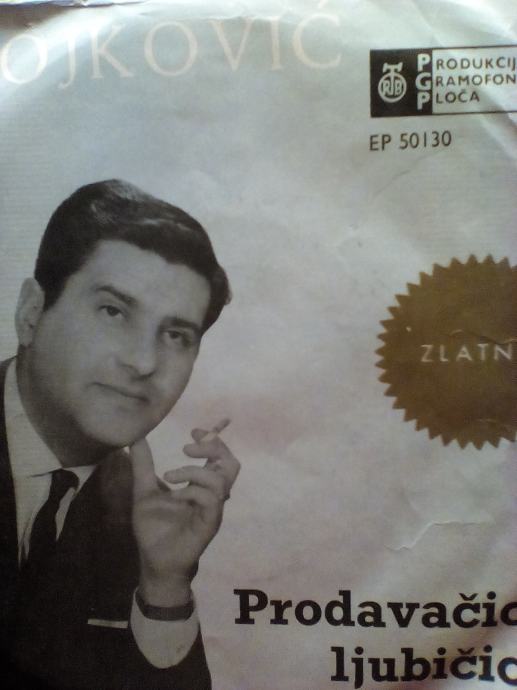 OJKOVIĆ
PRODUKCIJ
GRAMOFON
PLOČA
RTB
EP 50130
ZLATN
Prodavačic
ljubičic